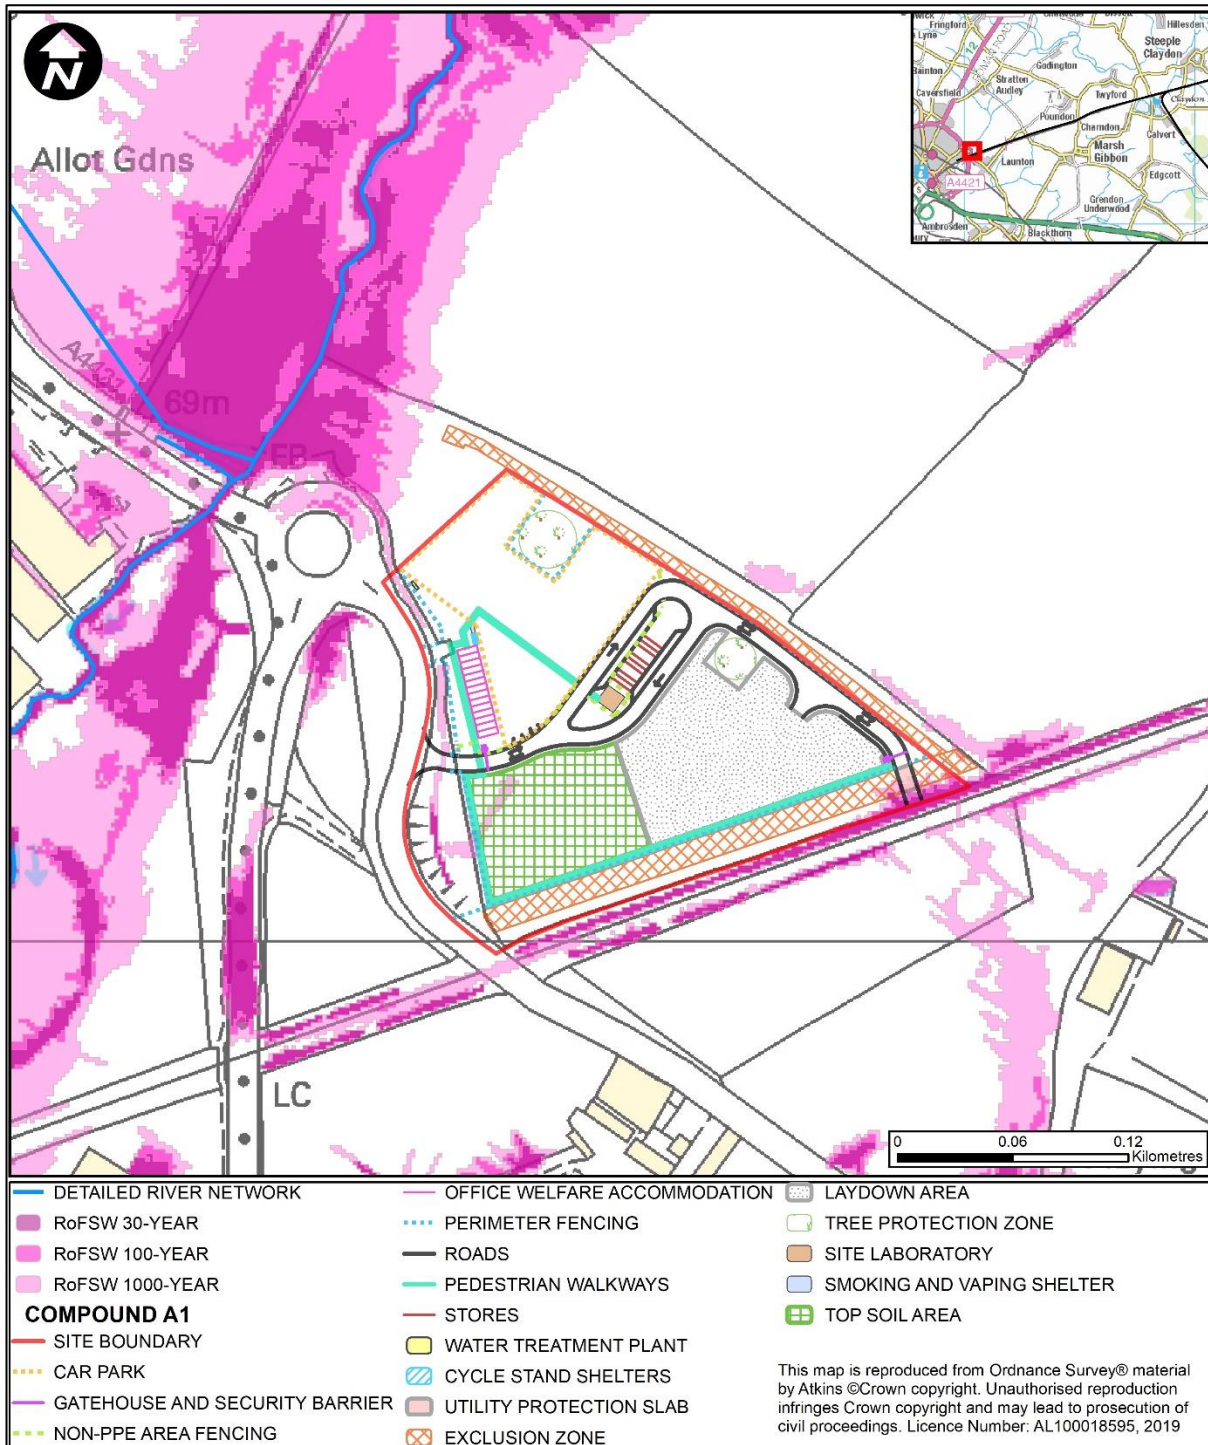 N
Allot Gdns
A4421
69m
FB
LC
Fringford
Hillesden
Steeple
Claydon
ROMAN ROAD
12
Godington
Stratton
Audley
Caversfield
Twyford
Poundon
Charndon
Calvert
Marsh
Gibbon
Launton
Edgcott
A4421
Grendon
Underwood
Ambrosden
Blackthorn
0 0.06 0.12
Kilometres
DETAILED RIVER NETWORK
RoFSW 30-YEAR
RoFSW 100-YEAR
RoFSW 1000-YEAR
COMPOUND A1
SITE BOUNDARY
CAR PARK
GATEHOUSE AND SECURITY BARRIER
NON-PPE AREA FENCING
OFFICE WELFARE ACCOMMODATION
PERIMETER FENCING
ROADS
PEDESTRIAN WALKWAYS
STORES
WATER TREATMENT PLANT
CYCLE STAND SHELTERS
UTILITY PROTECTION SLAB
EXCLUSION ZONE
LAYDOWN AREA
TREE PROTECTION ZONE
SITE LABORATORY
SMOKING AND VAPING SHELTER
TOP SOIL AREA
This map is reproduced from Ordnance Survey® material
by Atkins ©Crown copyright. Unauthorised reproduction
infringes Crown copyright and may lead to prosecution of
civil proceedings. Licence Number: AL100018595, 2019